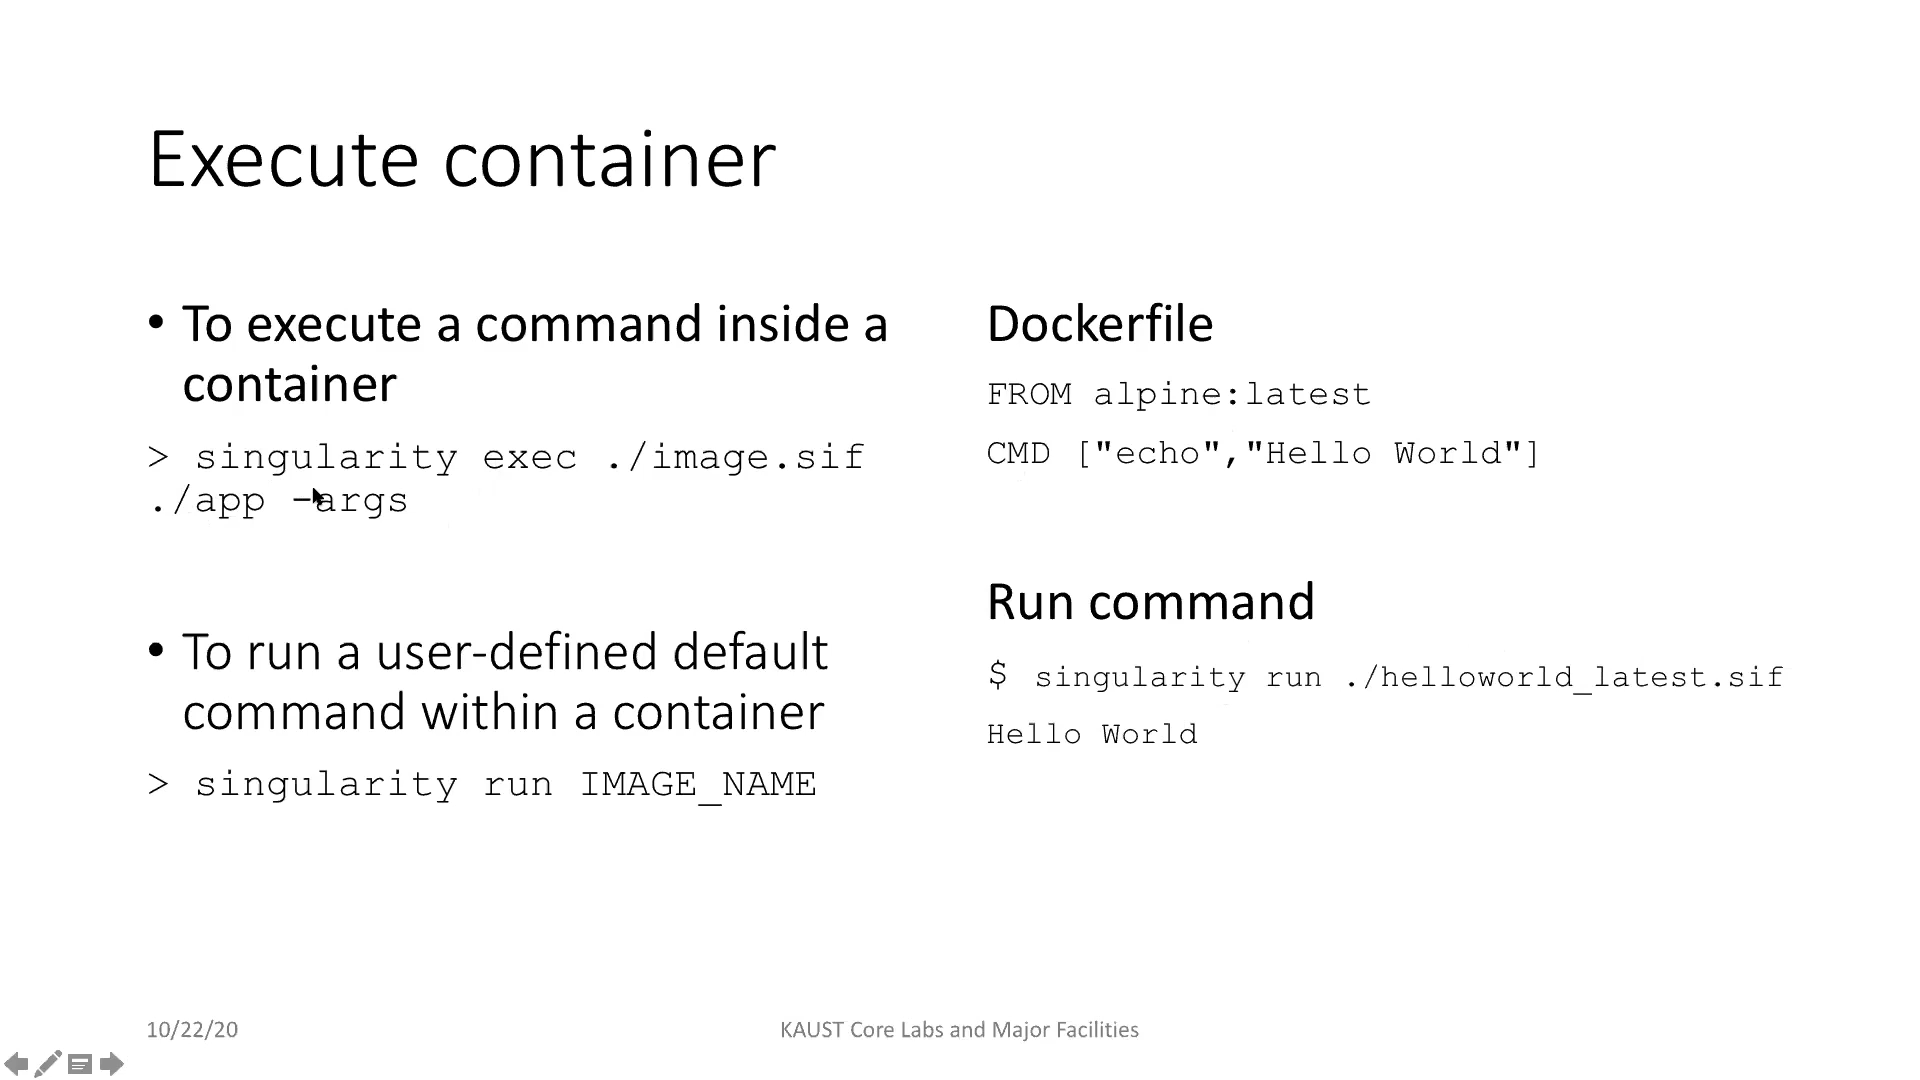 Execute container
• To execute a command inside a
container
> singularity exec ./image.sif
./app -args
• To run a user-defined default
command within a container
> singularity run IMAGE_NAME
Dockerfile
FROM alpine:latest
CMD ["echo","Hello World"]
Run command
$ singularity run ./helloworld_latest.sif
Hello World
10/22/20
KAUST Core Labs and Major Facilities